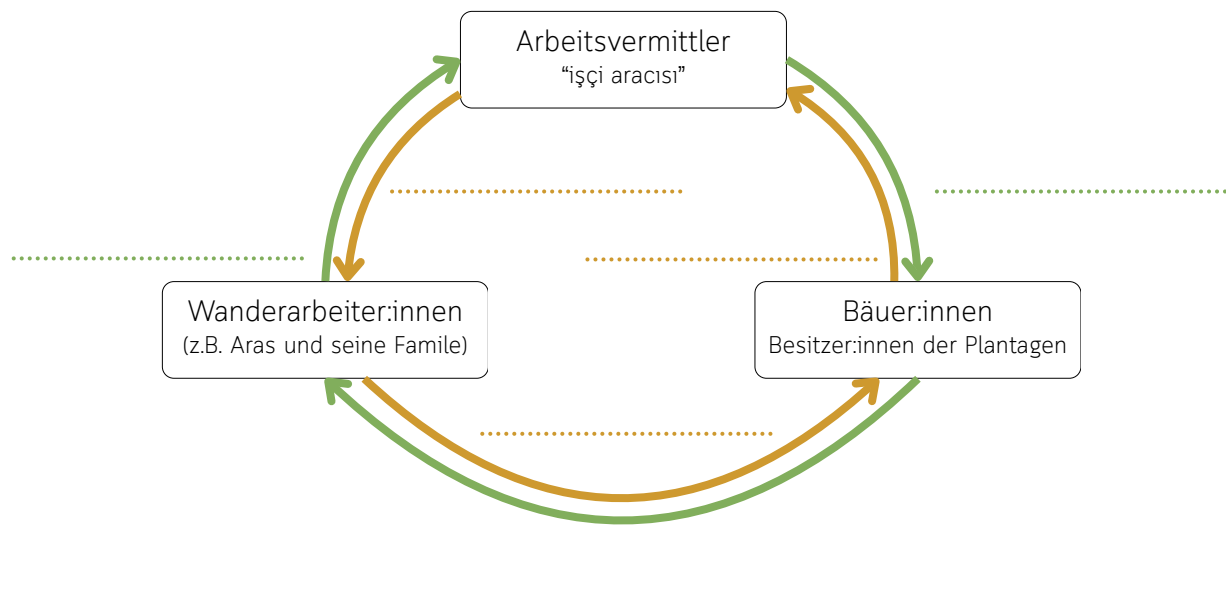 Arbeitsvermittler
“işçi aracısı”
Wanderarbeiter:innen
(z.B. Aras und seine Famile)
Bäuer:innen
Besitzer:innen der Plantagen